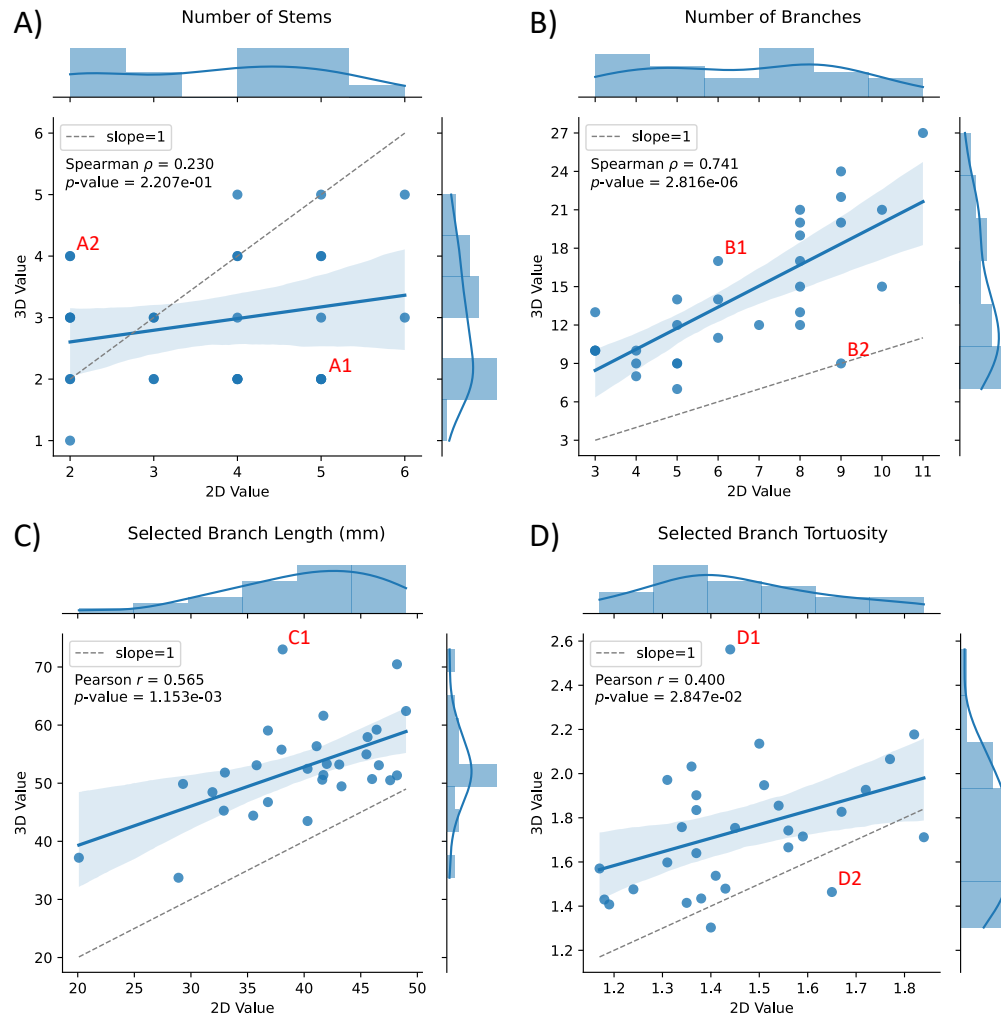 A)
Number of Stems
slope=1
Spearman ρ = 0.230
p-value = 2.207e-01
A2
A1
6
5
4
3
2
1
3D Value
2 3 4 5 6
2D Value
B)
Number of Branches
slope=1
Spearman ρ = 0.741
p-value = 2.816e-06
B1
B2
27
24
21
18
15
12
9
6
3
3D Value
3 4 5 6 7 8 9 10 11
2D Value
C)
Selected Branch Length (mm)
C1
slope=1
Pearson r = 0.565
p-value = 1.153e-03
70
60
50
40
30
20
3D Value
20 25 30 35 40 45 50
2D Value
D)
Selected Branch Tortuosity
D1
slope=1
Pearson r = 0.400
p-value = 2.847e-02
D2
2.6
2.4
2.2
2.0
1.8
1.6
1.4
1.2
3D Value
1.2 1.3 1.4 1.5 1.6 1.7 1.8
2D Value